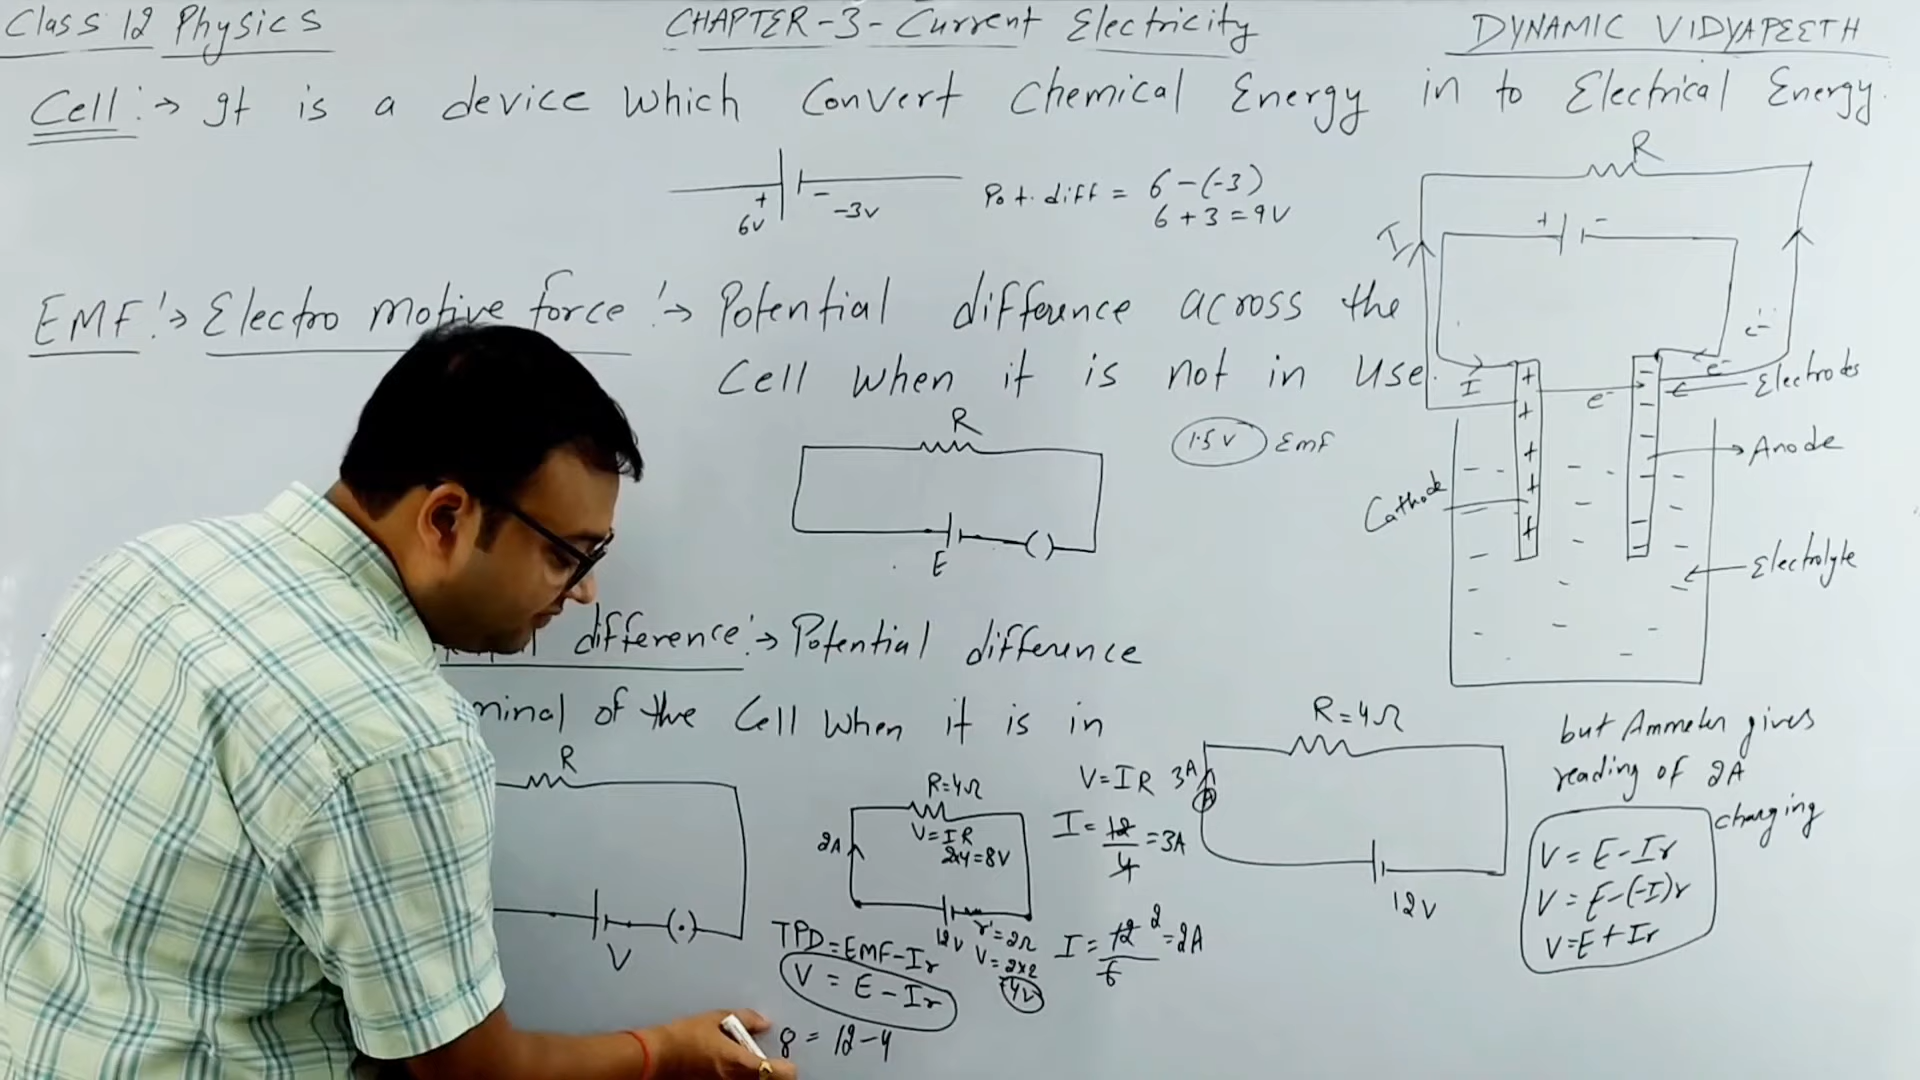 Class 12 Physics
CHAPTER-3-Current Electricity
DYNAMIC VIDYAPEETH
Cell :→ It is a device which Convert Chemical Energy in to Electrical Energy.
+ -
6V -3V
Pot. diff = 6-(-3)
6+3=9V
EMF :→ Electro motive force :→ Potential difference across the
Cell when it is not in use.
R
E
1.5V Emf
R
I
+ -
I
e-
e-
e-
Electrodes
Anode
Cathode
Electrolyte
difference :→ Potential difference
minal of the Cell when it is in
R
V
R=4Ω
V=IR
2x4=8V
2A
12V r=2Ω
V=2x2
=4V
TPD=EMF-Ir
V = E-Ir
8 = 12-4
V=IR
I=12/4=3A
I=12/6 2=2A
3A
A
R=4Ω
12V
but Ammeter gives
reading of 2A
charging
V= E-Ir
V= E-(-I)r
V=E+Ir